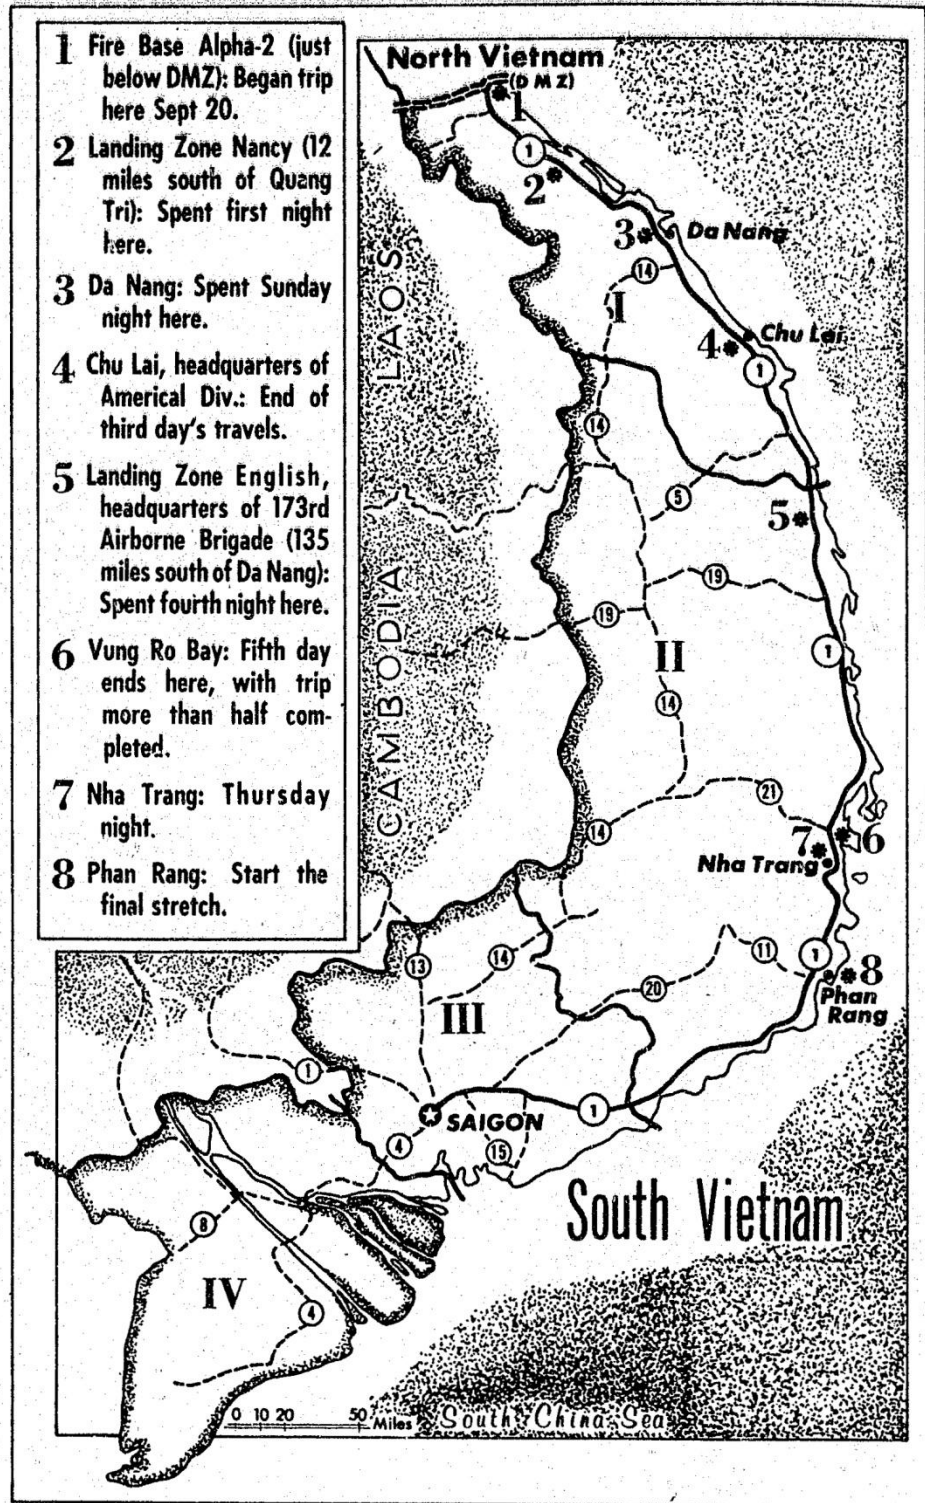 1 Fire Base Alpha-2 (just
below DMZ): Began trip
here Sept 20.
2 Landing Zone Nancy (12
miles south of Quang
Tri): Spent first night
here.
3 Da Nang: Spent Sunday
night here.
4 Chu Lai, headquarters of
Americal Div.: End of
third day's travels.
5 Landing Zone English,
headquarters of 173rd
Airborne Brigade (135
miles south of Da Nang):
Spent fourth night here.
6 Vung Ro Bay: Fifth day
ends here, with trip
more than half com-
pleted.
7 Nha Trang: Thursday
night.
8 Phan Rang: Start the
final stretch.
North Vietnam
(DMZ)
1
1
2
3
Da Nang
14
I
LAOS
4
Chu Lai
1
14
5
5
CAMBODIA
19
19
1
II
14
21
14
6
7
Nha Trang
13
14
11
1
8
20
Phan
Rang
III
1
1
SAIGON
4
15
South Vietnam
8
IV
4
0 10 20 50 Miles
South China Sea